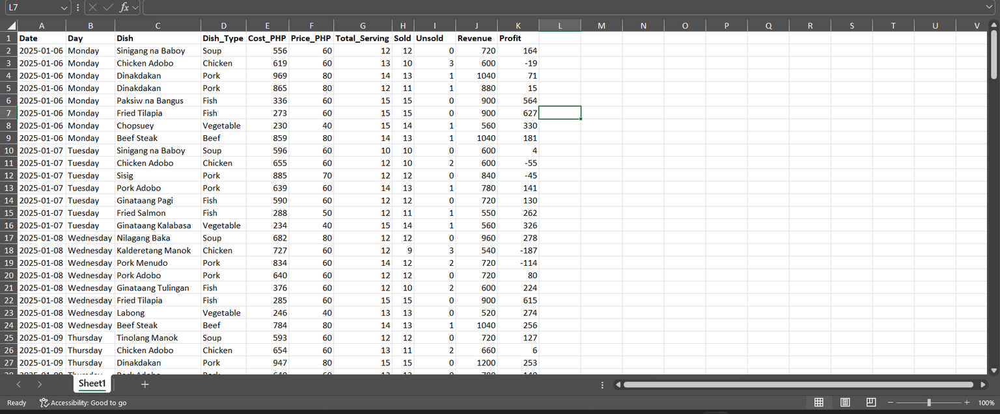 L7 fx
A B C D E F G H I J K L M N O P Q R S T U V
1 Date Day Dish Dish_Type Cost_PHP Price_PHP Total_Serving Sold Unsold Revenue Profit
2 2025-01-06 Monday Sinigang na Baboy Soup 556 60 12 12 0 720 164
3 2025-01-06 Monday Chicken Adobo Chicken 619 60 13 10 3 600 -19
4 2025-01-06 Monday Dinakdakan Pork 969 80 14 13 1 1040 71
5 2025-01-06 Monday Dinakdakan Pork 865 80 12 11 1 880 15
6 2025-01-06 Monday Paksiw na Bangus Fish 336 60 15 15 0 900 564
7 2025-01-06 Monday Fried Tilapia Fish 273 60 15 15 0 900 627
8 2025-01-06 Monday Chopsuey Vegetable 230 40 15 14 1 560 330
9 2025-01-06 Monday Beef Steak Beef 859 80 14 13 1 1040 181
10 2025-01-07 Tuesday Sinigang na Baboy Soup 596 60 10 10 0 600 4
11 2025-01-07 Tuesday Chicken Adobo Chicken 655 60 12 10 2 600 -55
12 2025-01-07 Tuesday Sisig Pork 885 70 12 12 0 840 -45
13 2025-01-07 Tuesday Pork Adobo Pork 639 60 14 13 1 780 141
14 2025-01-07 Tuesday Ginataang Pagi Fish 590 60 12 12 0 720 130
15 2025-01-07 Tuesday Fried Salmon Fish 288 50 12 11 1 550 262
16 2025-01-07 Tuesday Ginataang Kalabasa Vegetable 234 40 15 14 1 560 326
17 2025-01-08 Wednesday Nilagang Baka Soup 682 80 12 12 0 960 278
18 2025-01-08 Wednesday Kalderetang Manok Chicken 727 60 12 9 3 540 -187
19 2025-01-08 Wednesday Pork Menudo Pork 834 60 14 12 2 720 -114
20 2025-01-08 Wednesday Pork Adobo Pork 640 60 12 12 0 720 80
21 2025-01-08 Wednesday Ginataang Tulingan Fish 376 60 12 10 2 600 224
22 2025-01-08 Wednesday Fried Tilapia Fish 285 60 15 15 0 900 615
23 2025-01-08 Wednesday Labong Vegetable 246 40 13 13 0 520 274
24 2025-01-08 Wednesday Beef Steak Beef 784 80 14 13 1 1040 256
25 2025-01-09 Thursday Tinolang Manok Soup 593 60 12 12 0 720 127
26 2025-01-09 Thursday Chicken Adobo Chicken 654 60 13 11 2 660 6
27 2025-01-09 Thursday Dinakdakan Pork 947 80 15 15 0 1200 253
Sheet1
Ready Accessibility: Good to go 100%